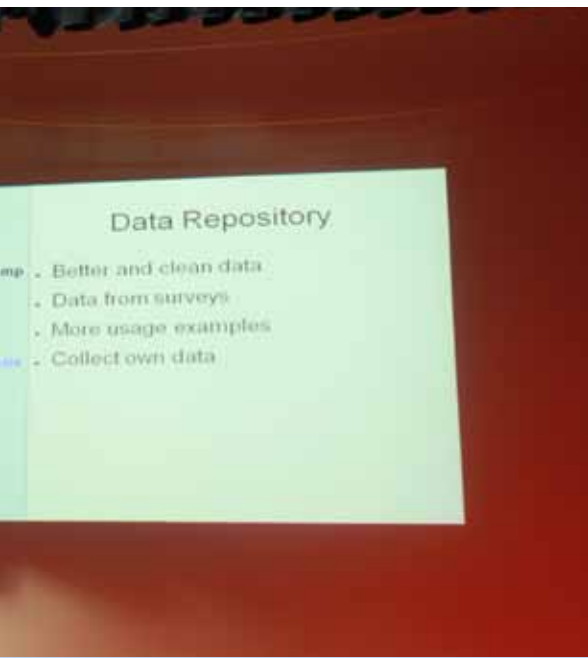 Data Repository
Better and clean data
Data from surveys
More usage examples
Collect own data